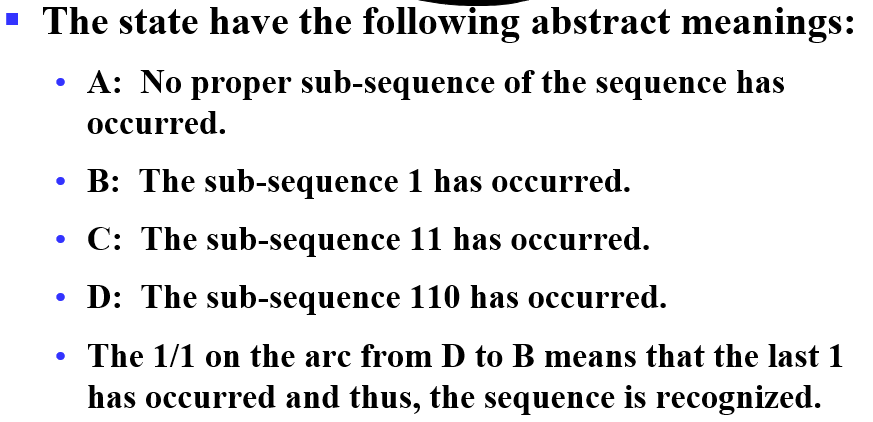 The state have the following abstract meanings:
A: No proper sub-sequence of the sequence has
occurred.
B: The sub-sequence 1 has occurred.
C: The sub-sequence 11 has occurred.
D: The sub-sequence 110 has occurred.
The 1/1 on the arc from D to B means that the last 1
has occurred and thus, the sequence is recognized.